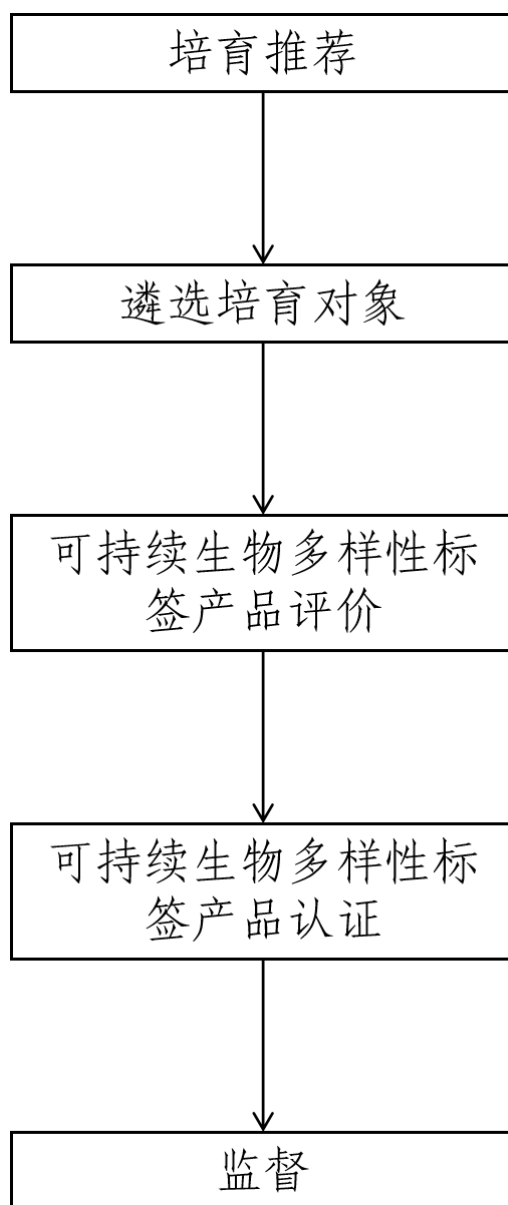 培育推荐
遴选培育对象
可持续生物多样性标
签产品评价
可持续生物多样性标
签产品认证
监督